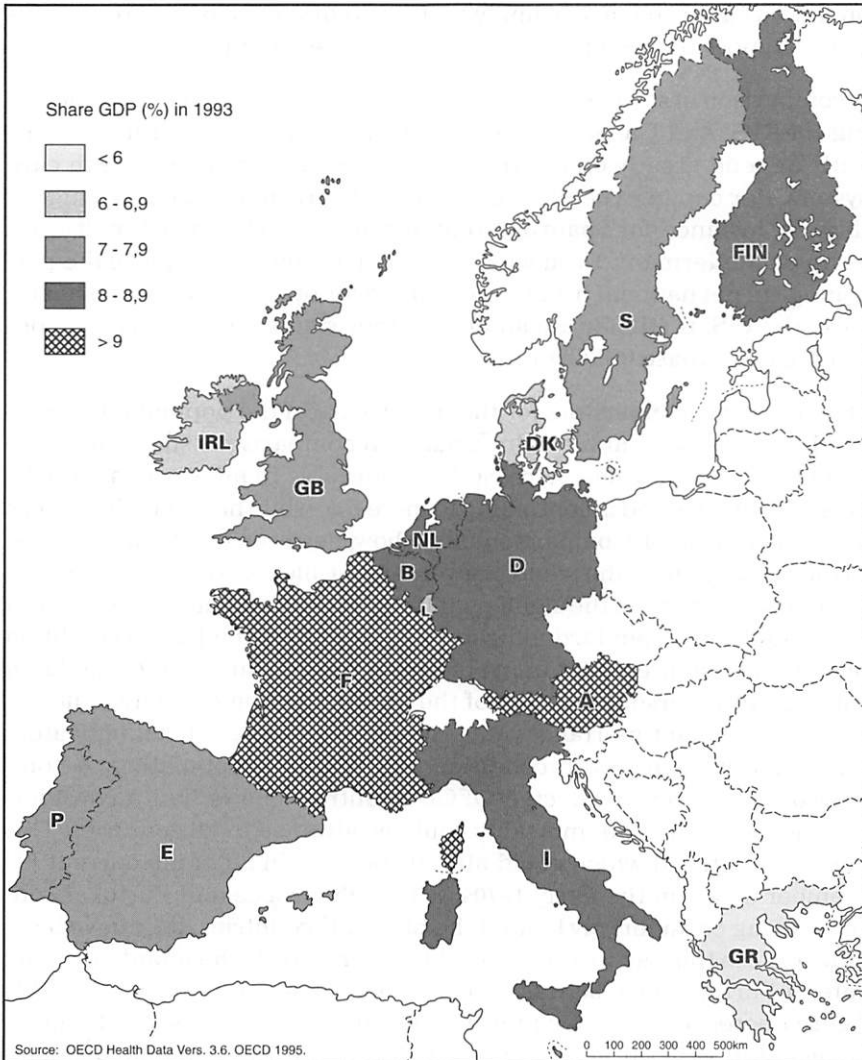 Share GDP (%) in 1993
< 6
6 - 6,9
7 - 7,9
8 - 8,9
> 9
FIN
S
IRL
DK
GB
NL
B
D
L
F
A
P
E
I
GR
Source: OECD Health Data Vers. 3.6. OECD 1995.
0 100 200 300 400 500km